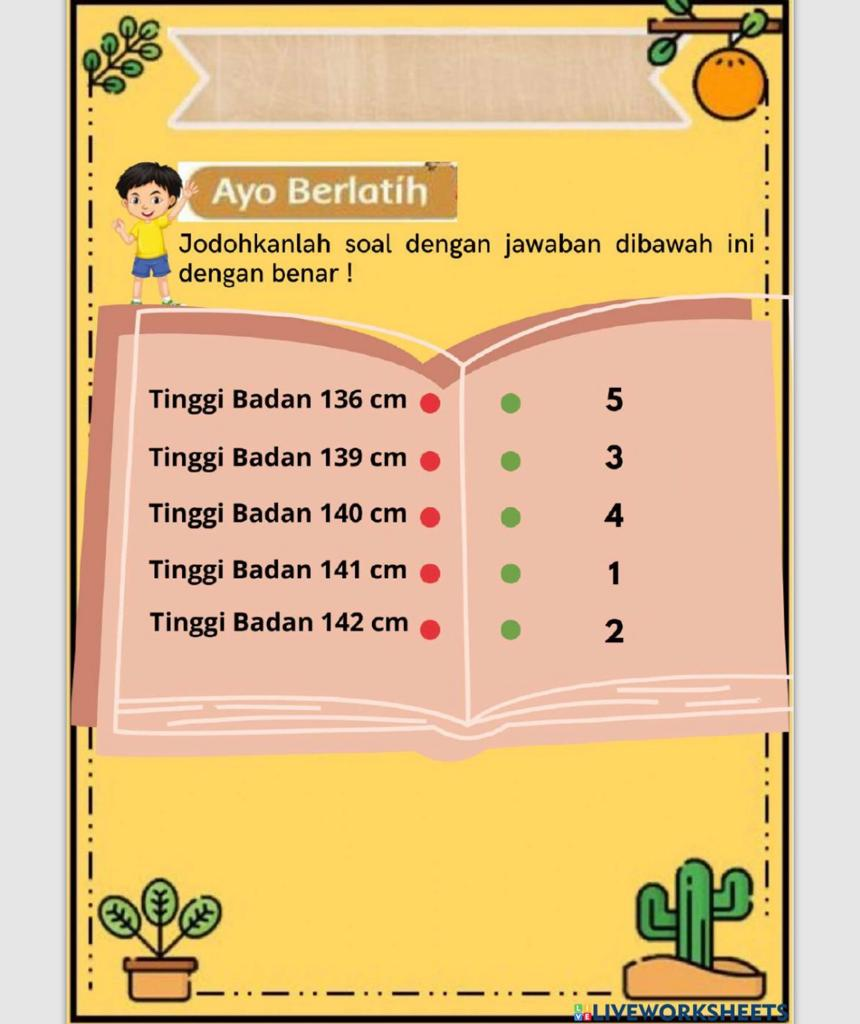 Ayo Berlatih
Jodohkanlah soal dengan jawaban dibawah ini
dengan benar !
Tinggi Badan 136 cm 5
Tinggi Badan 139 cm 3
Tinggi Badan 140 cm 4
Tinggi Badan 141 cm 1
Tinggi Badan 142 cm 2
LIVEWORKSHEETS